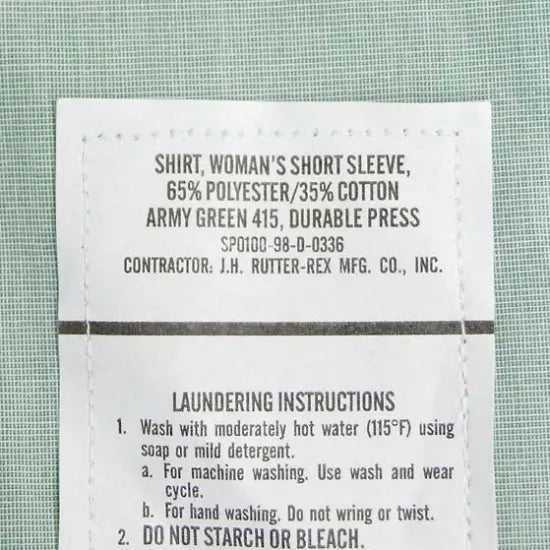 SHIRT, WOMAN'S SHORT SLEEVE,
65% POLYESTER/35% COTTON
ARMY GREEN 415, DURABLE PRESS
SP0100-98-D-0336
CONTRACTOR: J.H. RUTTER-REX MFG. CO., INC.
LAUNDERING INSTRUCTIONS
1. Wash with moderately hot water (115°F) using
soap or mild detergent.
a. For machine washing. Use wash and wear
cycle.
b. For hand washing. Do not wring or twist.
2. DO NOT STARCH OR BLEACH.